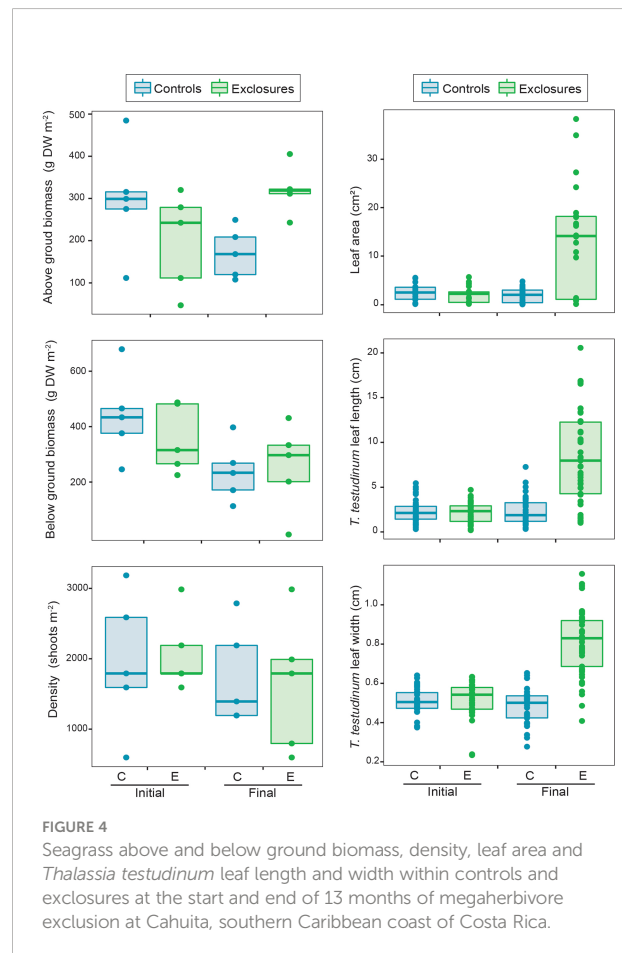 Controls Exclosures
Controls Exclosures
Above groud biomass (g DW m⁻²)
500
400
300
200
100
Leaf area (cm²)
30
20
10
0
Below ground biomass (g DW m⁻²)
600
400
200
T. testudinum leaf length (cm)
20
15
10
5
0
Density (shoots m⁻²)
3000
2000
1000
C E C E
Initial Final
T. testudinum leaf width (cm)
1.0
0.8
0.6
0.4
0.2
C E C E
Initial Final
FIGURE 4
Seagrass above and below ground biomass, density, leaf area and
Thalassia testudinum leaf length and width within controls and
exclosures at the start and end of 13 months of megaherbivore
exclusion at Cahuita, southern Caribbean coast of Costa Rica.